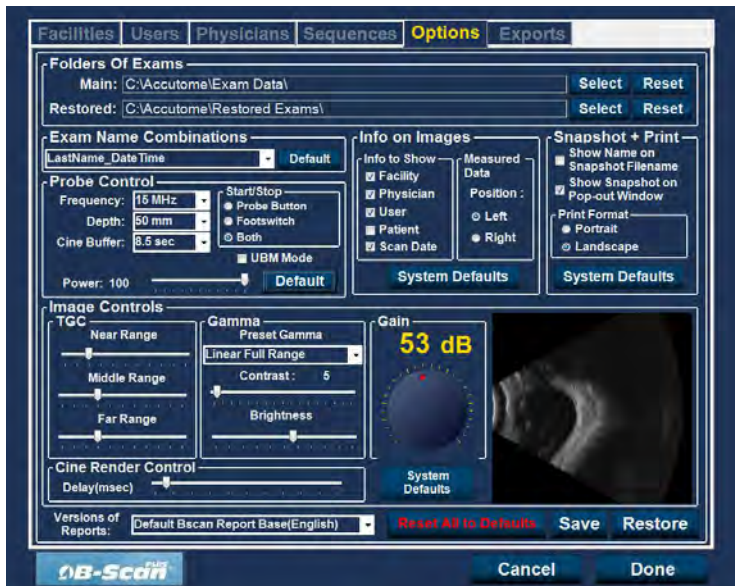 Facilities Users Physicians Sequences Options Exports
Folders Of Exams
Main: C:\Accutome\Exam Data\ Select Reset
Restored: C:\Accutome\Restored Exams\ Select Reset
Exam Name Combinations
LastName_DateTime Default
Probe Control
Frequency: 15 MHz
Depth: 50 mm
Cine Buffer: 8.5 sec
Start/Stop
Probe Button
Footswitch
Both
UBM Mode
Power: 100 Default
Info on Images
Info to Show
Facility
Physician
User
Patient
Scan Date
Measured
Data
Position :
Left
Right
System Defaults
Snapshot + Print
Show Name on
Snapshot Filename
Show Snapshot on
Pop-out Window
Print Format
Portrait
Landscape
System Defaults
Image Controls
TGC
Near Range
Middle Range
Far Range
Gamma
Preset Gamma
Linear Full Range
Contrast : 5
Brightness
Gain
53 dB
System
Defaults
Cine Render Control
Delay(msec)
Versions of
Reports:
Default Bscan Report Base(English)
Reset All to Defaults Save Restore
B-Scan PLUS
Cancel Done